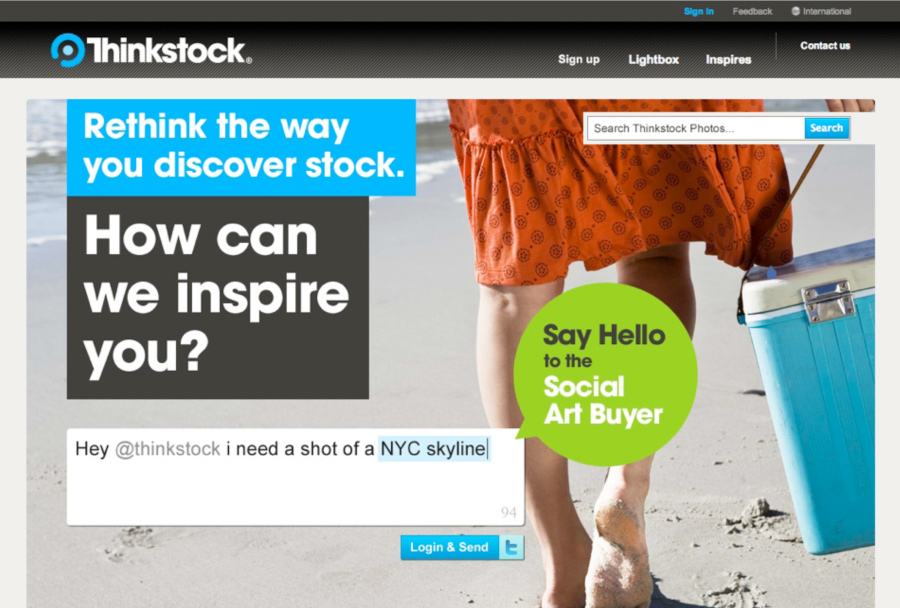 Sign In Feedback International
Thinkstock®
Sign up Lightbox Inspires Contact us
Rethink the way
you discover stock.
Search Thinkstock Photos... Search
How can
we inspire
you?
Say Hello
to the
Social
Art Buyer
Hey @thinkstock i need a shot of a NYC skyline
94
Login & Send t